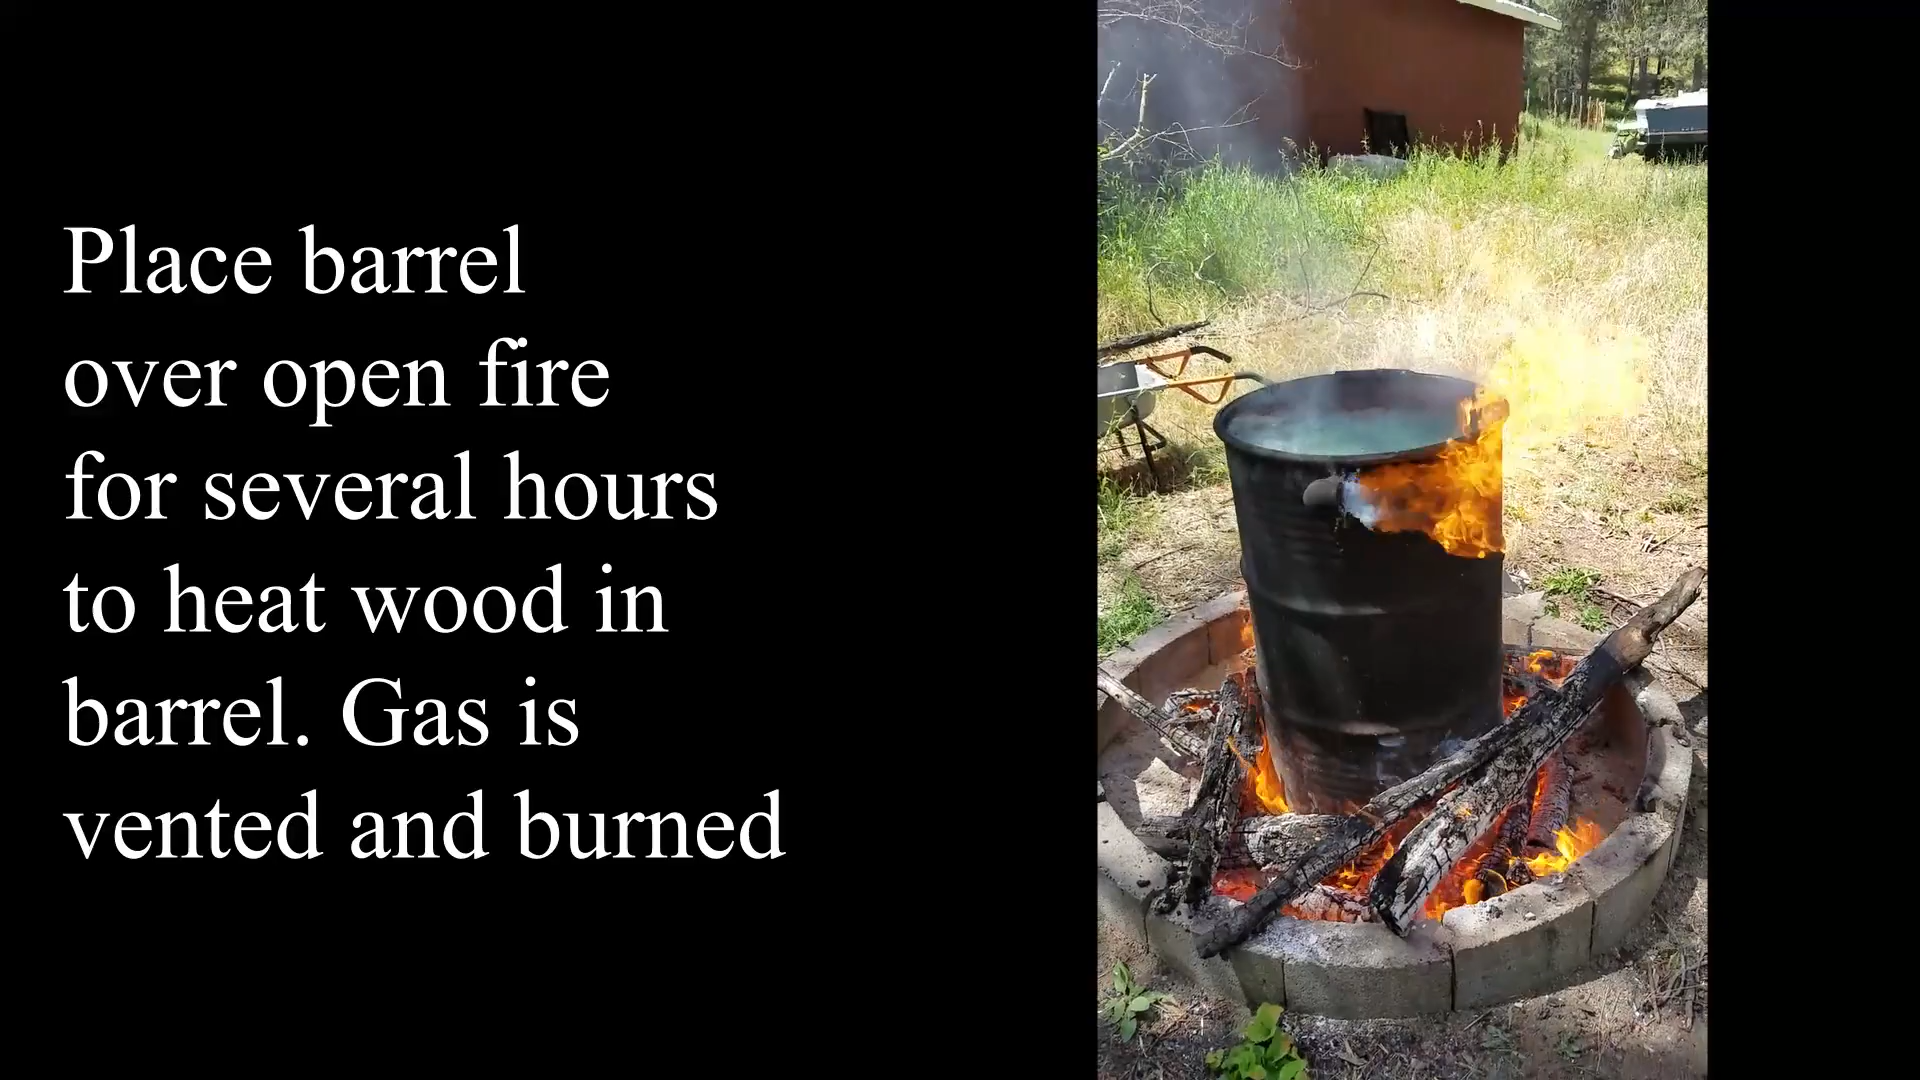 Place barrel
over open fire
for several hours
to heat wood in
barrel. Gas is
vented and burned